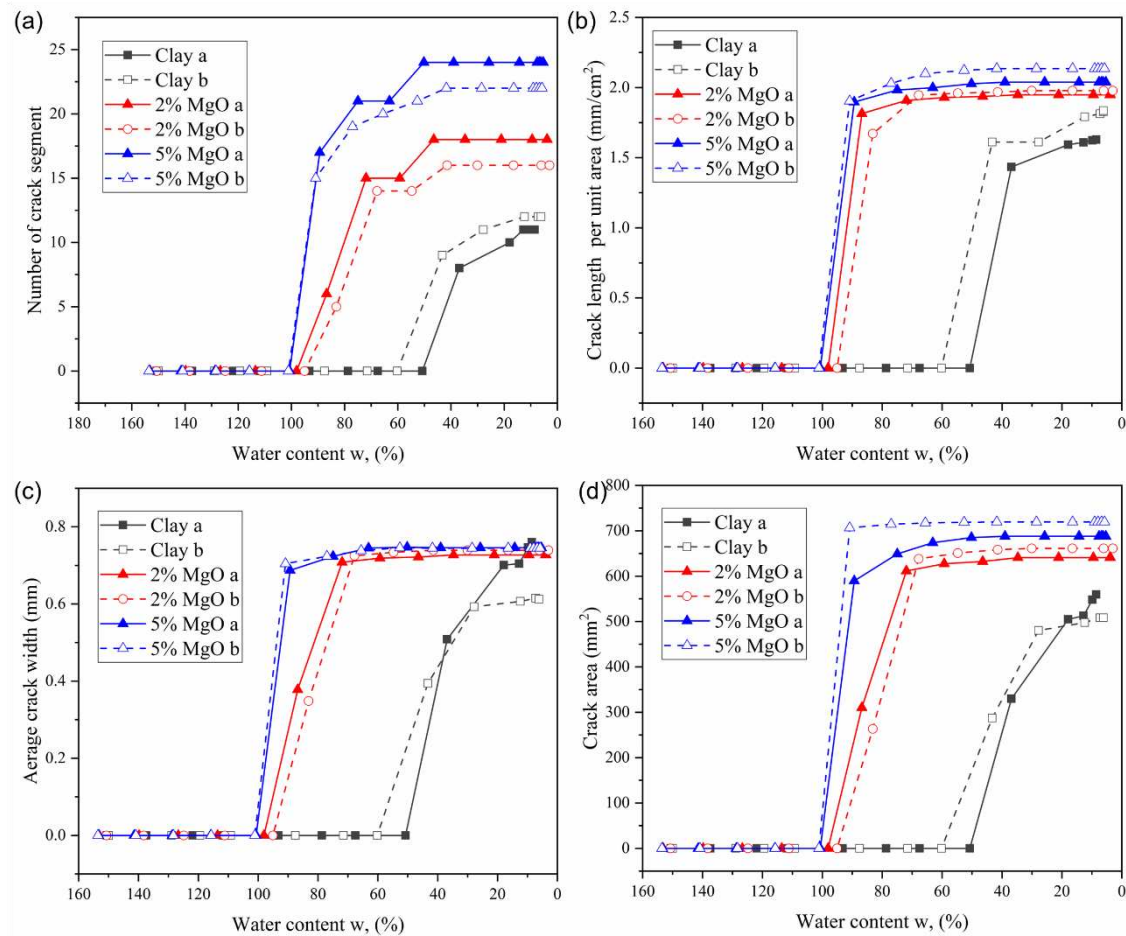 (a)
Number of crack segment
25
20
15
10
5
0
Clay a
Clay b
2% MgO a
2% MgO b
5% MgO a
5% MgO b
180 160 140 120 100 80 60 40 20 0
Water content w, (%)
(b)
Crack length per unit area (mm/cm²)
2.5
2.0
1.5
1.0
0.5
0.0
Clay a
Clay b
2% MgO a
2% MgO b
5% MgO a
5% MgO b
160 140 120 100 80 60 40 20 0
Water content w, (%)
(c)
Aerage crack width (mm)
0.8
0.6
0.4
0.2
0.0
Clay a
Clay b
2% MgO a
2% MgO b
5% MgO a
5% MgO b
160 140 120 100 80 60 40 20 0
Water content w, (%)
(d)
Crack area (mm²)
800
700
600
500
400
300
200
100
0
Clay a
Clay b
2% MgO a
2% MgO b
5% MgO a
5% MgO b
160 140 120 100 80 60 40 20 0
Water content w, (%)